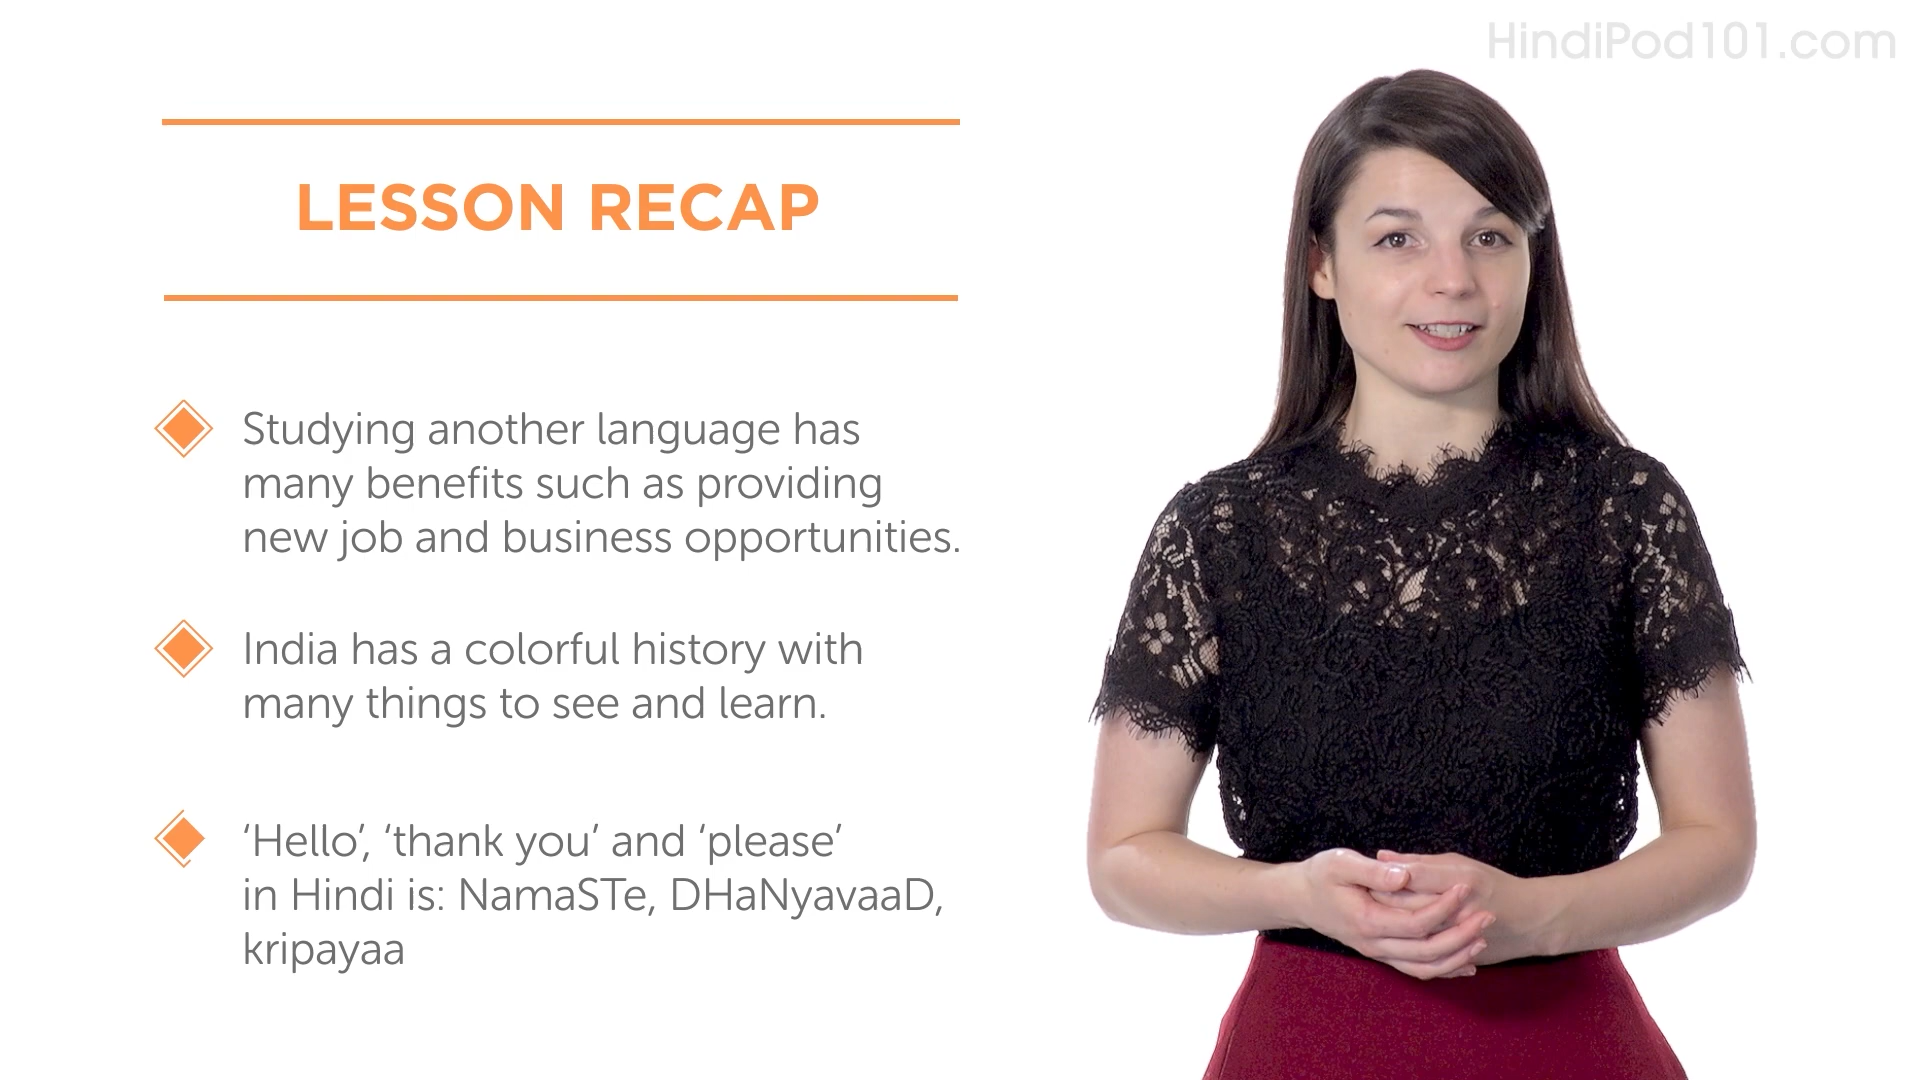 HindiPod101.com
LESSON RECAP
Studying another language has
many benefits such as providing
new job and business opportunities.
India has a colorful history with
many things to see and learn.
‘Hello’, ‘thank you’ and ‘please’
in Hindi is: NamaSTe, DHaNyavaaD,
kripayaa